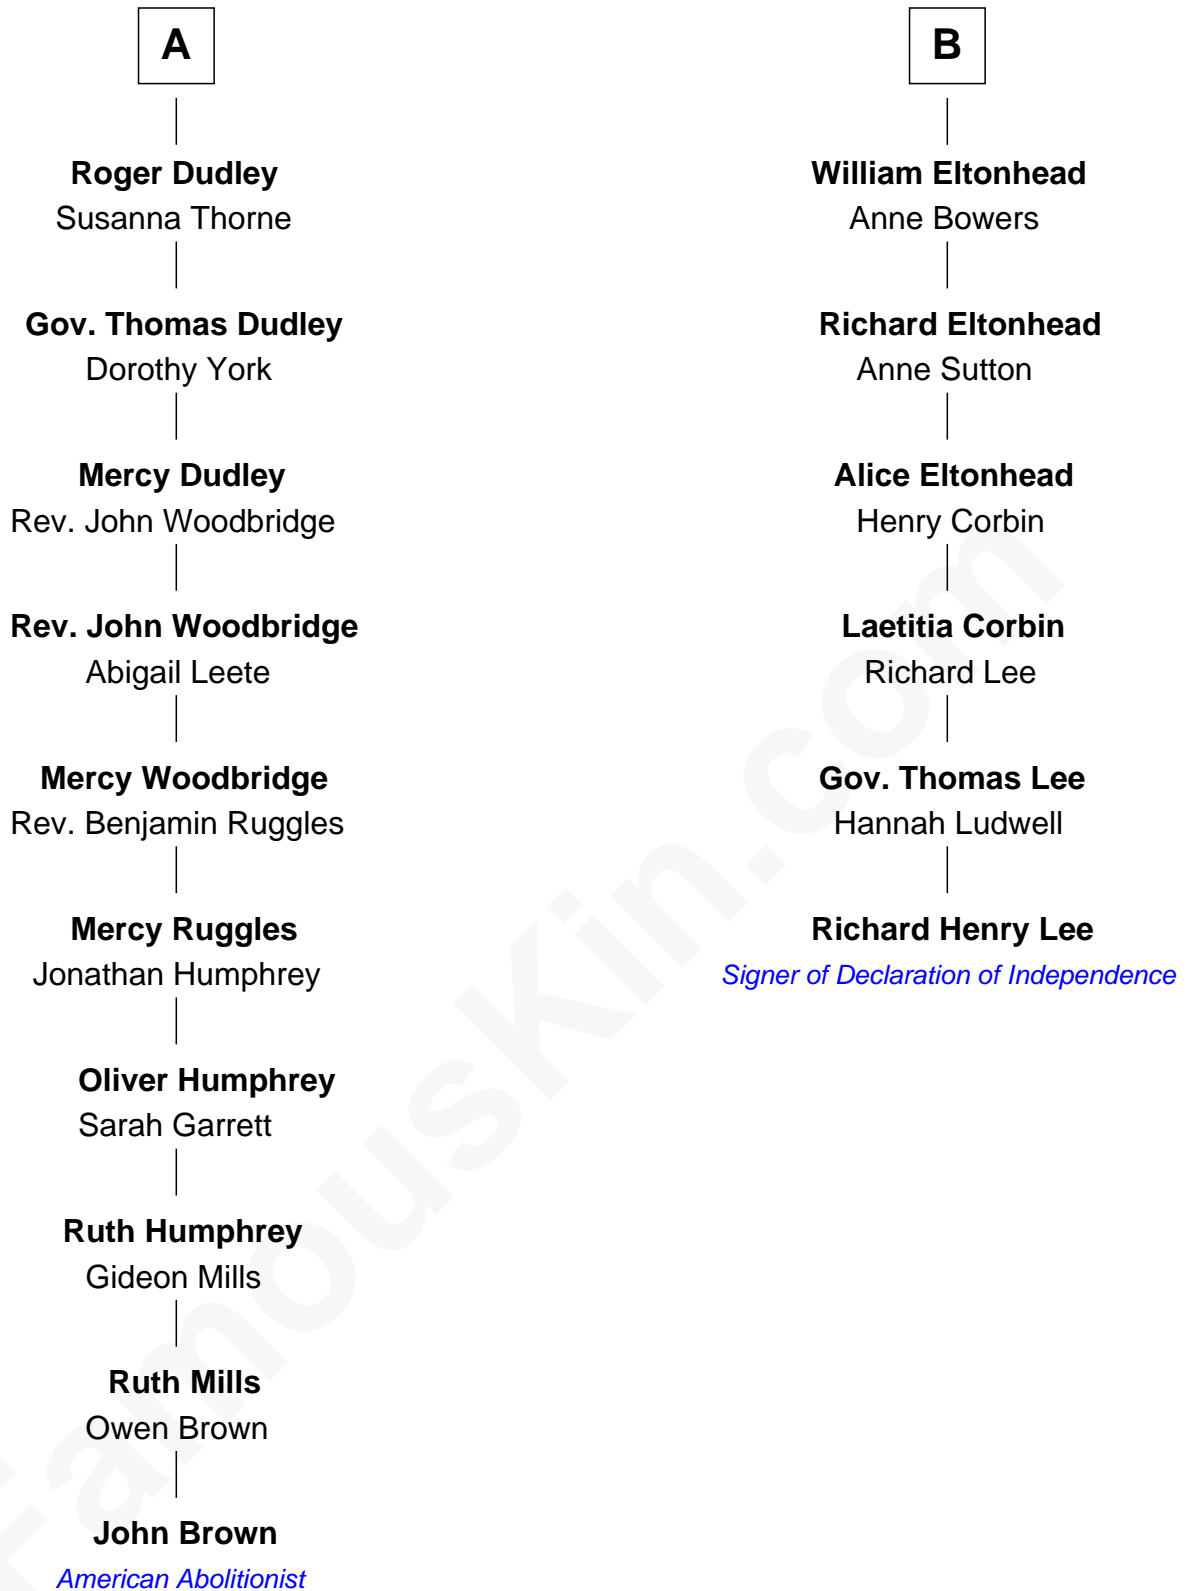 A
Roger Dudley
Susanna Thorne
Gov. Thomas Dudley
Dorothy York
Mercy Dudley
Rev. John Woodbridge
Rev. John Woodbridge
Abigail Leete
Mercy Woodbridge
Rev. Benjamin Ruggles
Mercy Ruggles
Jonathan Humphrey
Oliver Humphrey
Sarah Garrett
Ruth Humphrey
Gideon Mills
Ruth Mills
Owen Brown
John Brown
American Abolitionist
B
William Eltonhead
Anne Bowers
Richard Eltonhead
Anne Sutton
Alice Eltonhead
Henry Corbin
Laetitia Corbin
Richard Lee
Gov. Thomas Lee
Hannah Ludwell
Richard Henry Lee
Signer of Declaration of Independence
FamousKin.com